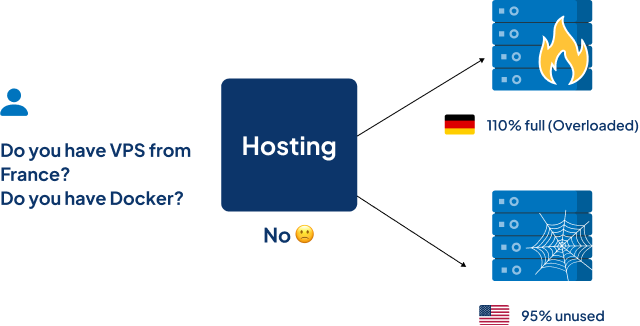 Do you have VPS from
France?
Do you have Docker?
Hosting
No 🙁
110% full (Overloaded)
95% unused